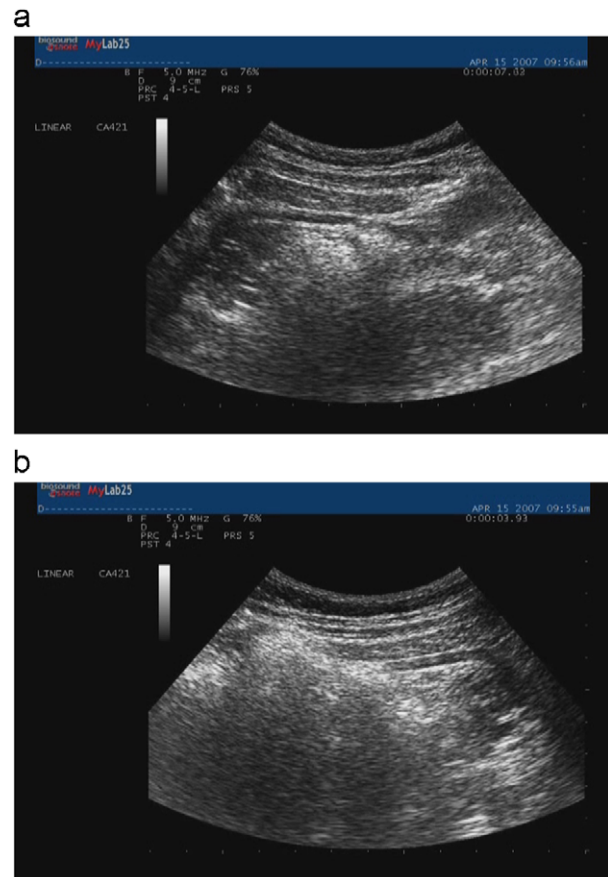 a
biosound
esaote MyLab25
D-------------------------
APR 15 2007 09:56am
B F 5.0 MHz G 76%
0:00:07.83
D 9 cm
PRC 4-5-L PRS 5
PST 4
LINEAR CA421
b
biosound
esaote MyLab25
D-------------------------
APR 15 2007 09:55am
B F 5.0 MHz G 76%
0:00:03.93
D 9 cm
PRC 4-5-L PRS 5
PST 4
LINEAR CA421